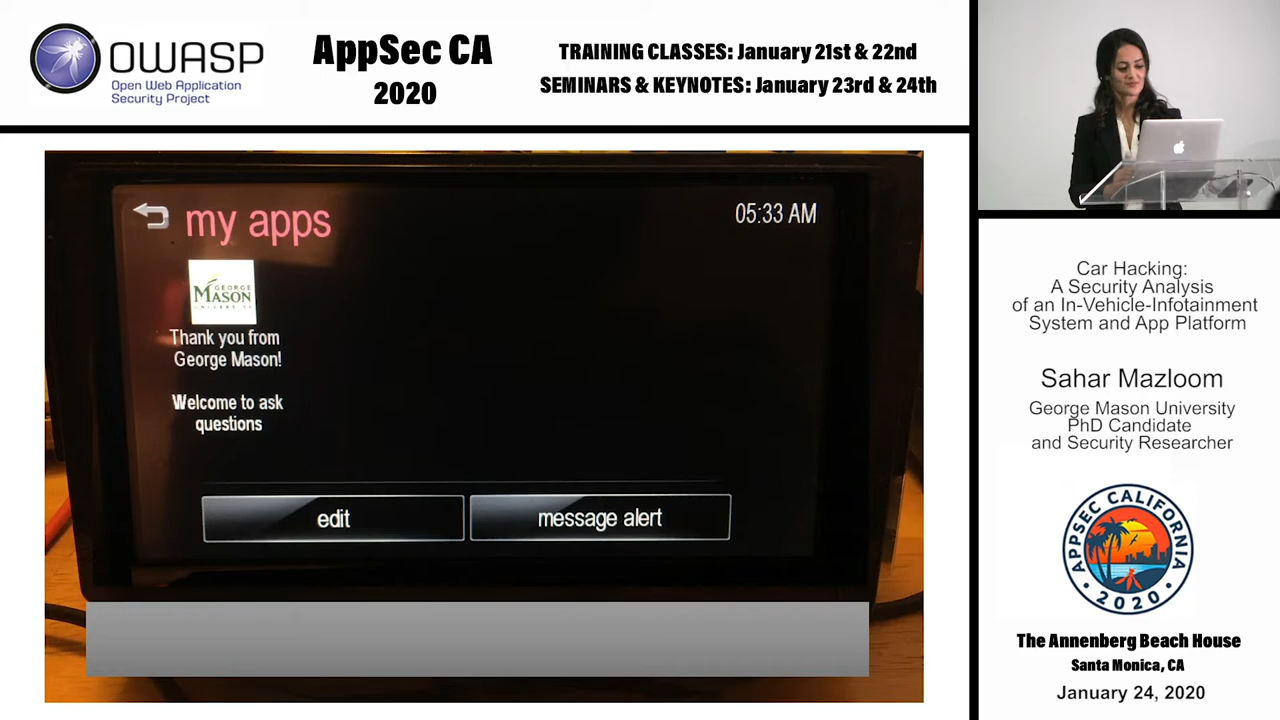 OWASP
Open Web Application
Security Project
AppSec CA
2020
TRAINING CLASSES: January 21st & 22nd
SEMINARS & KEYNOTES: January 23rd & 24th
my apps
05:33 AM
GEORGE
MASON
UNIVERSITY
Thank you from
George Mason!
Welcome to ask
questions
edit
message alert
Car Hacking:
A Security Analysis
of an In-Vehicle-Infotainment
System and App Platform
Sahar Mazloom
George Mason University
PhD Candidate
and Security Researcher
APPSEC CALIFORNIA
• 2020 •
The Annenberg Beach House
Santa Monica, CA
January 24, 2020